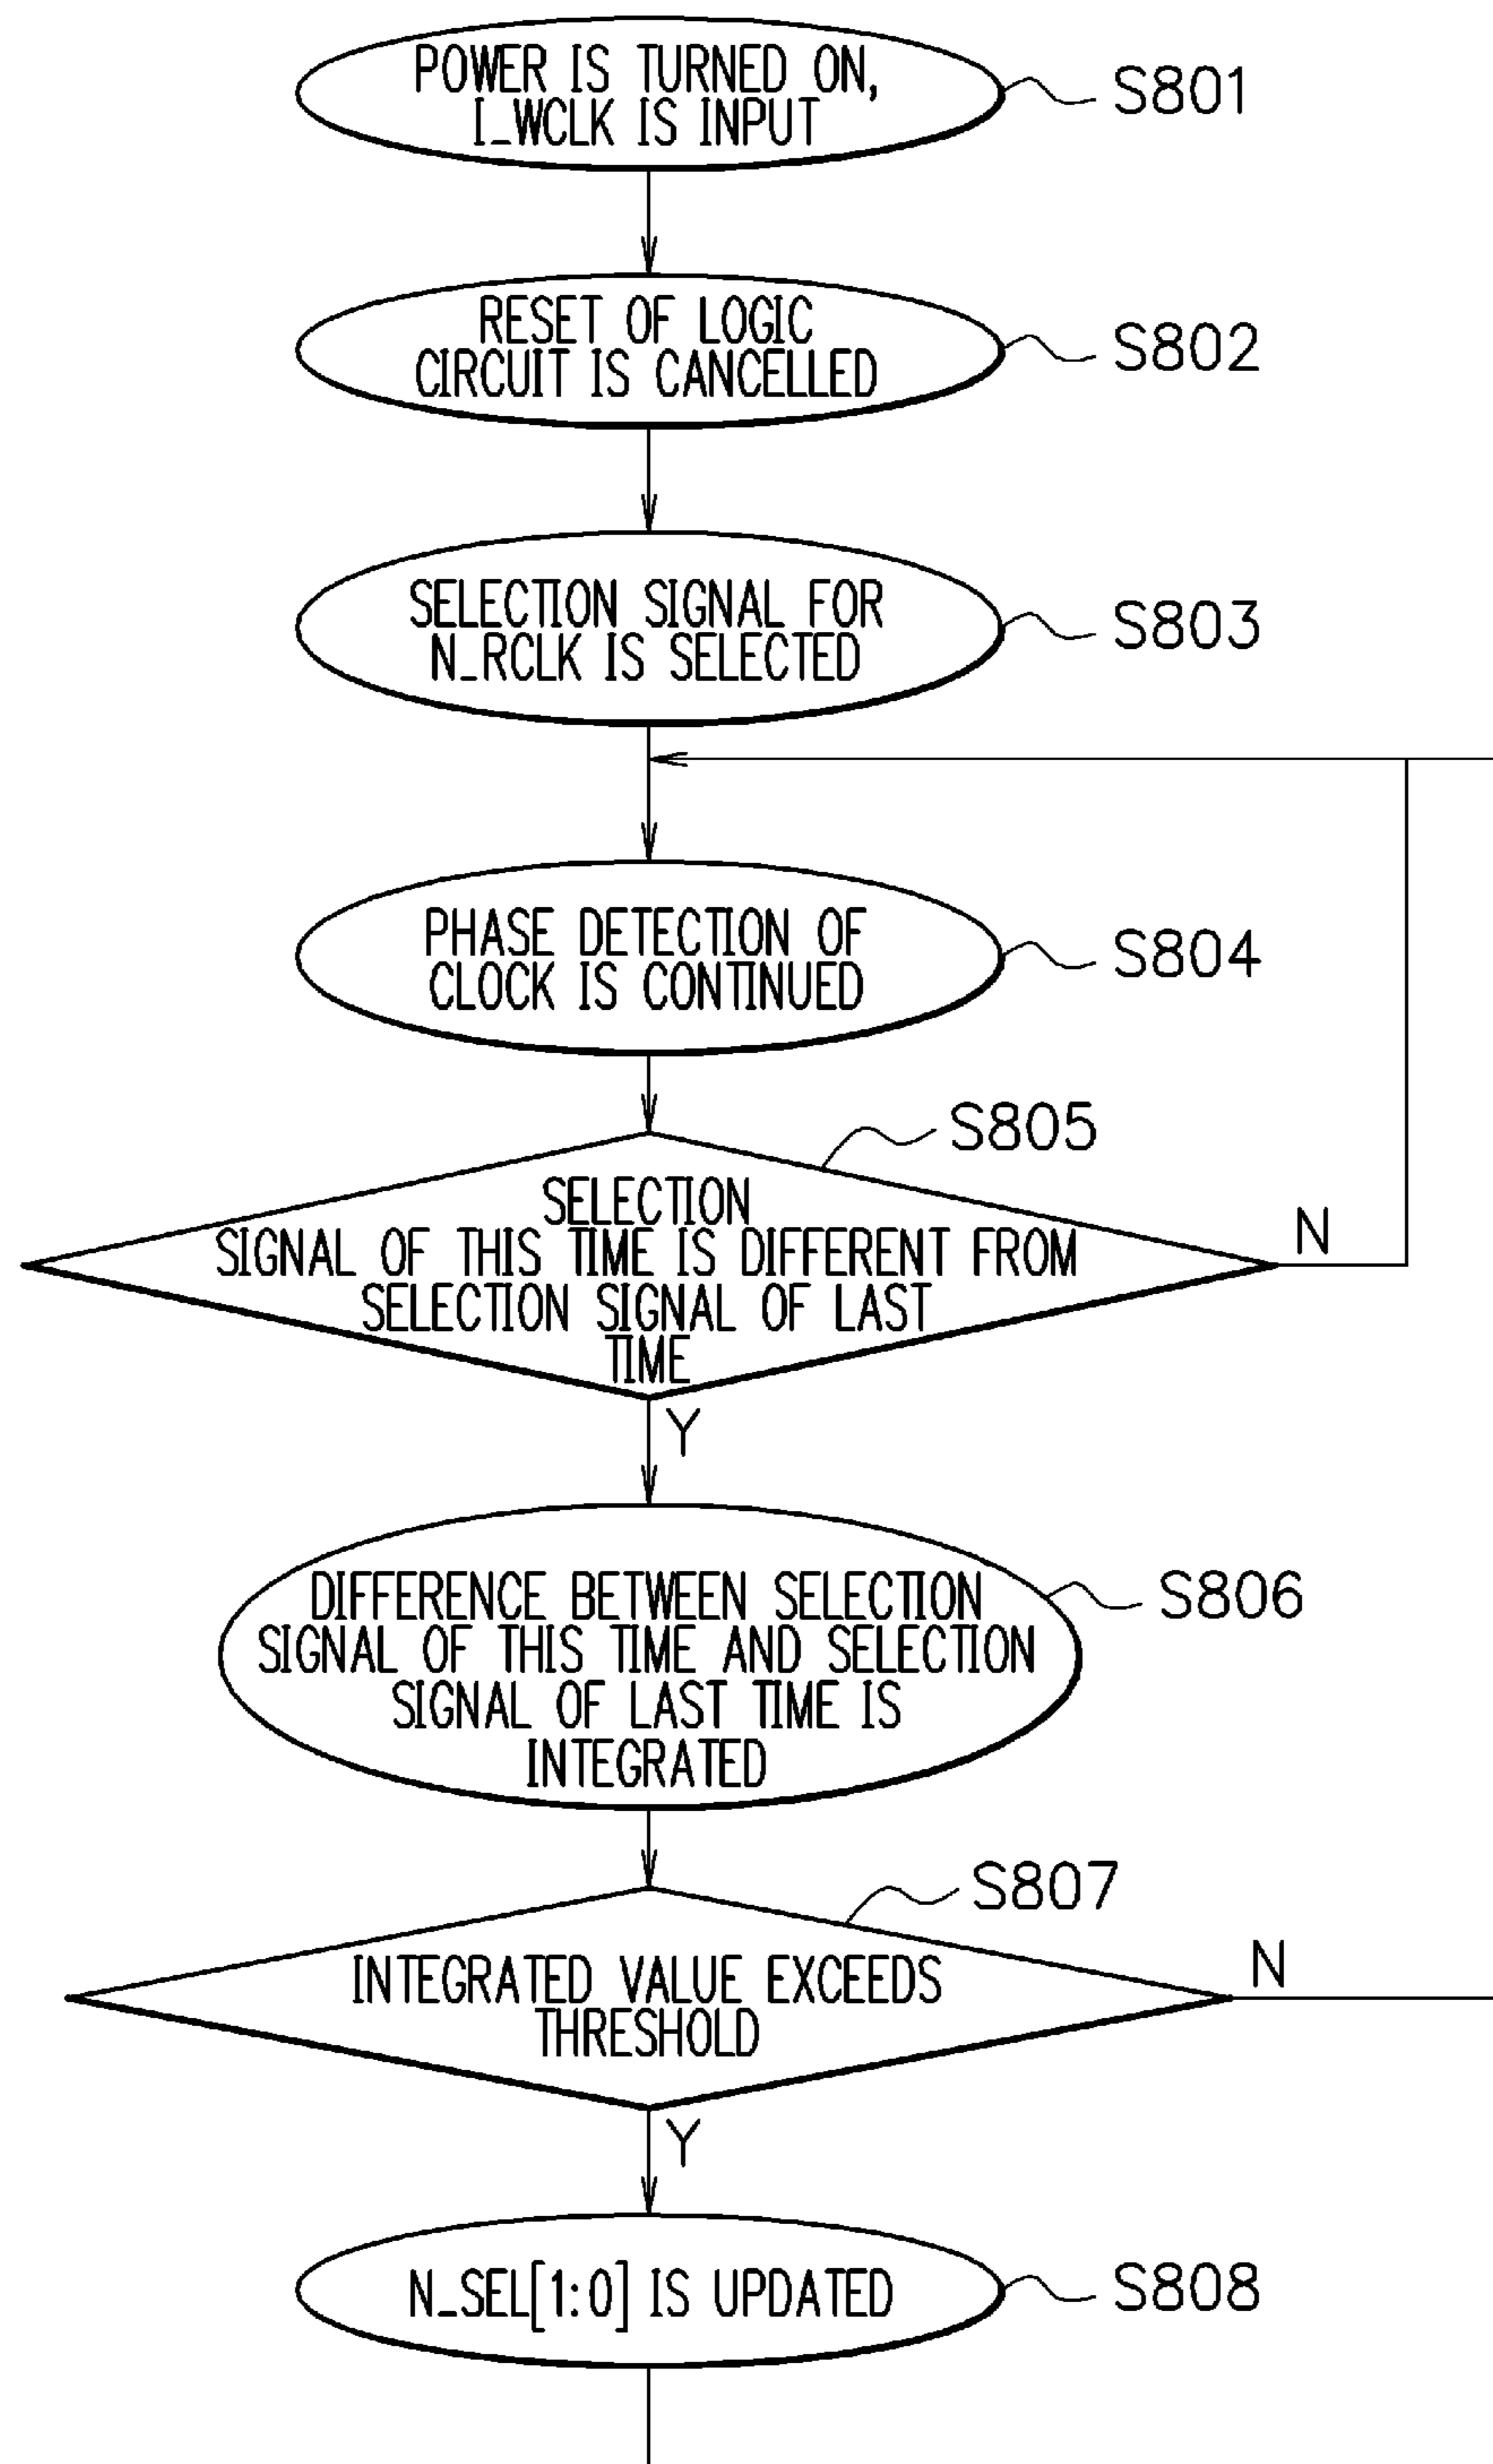 POWER IS TURNED ON,
I_WCLK IS INPUT
S801
RESET OF LOGIC
CIRCUIT IS CANCELLED
S802
SELECTION SIGNAL FOR
N_RCLK IS SELECTED
S803
PHASE DETECTION OF
CLOCK IS CONTINUED
S804
S805
SELECTION
SIGNAL OF THIS TIME IS DIFFERENT FROM
SELECTION SIGNAL OF LAST
TIME
N
Y
DIFFERENCE BETWEEN SELECTION
SIGNAL OF THIS TIME AND SELECTION
SIGNAL OF LAST TIME IS
INTEGRATED
S806
S807
INTEGRATED VALUE EXCEEDS
THRESHOLD
N
Y
N_SEL[1:0] IS UPDATED
S808